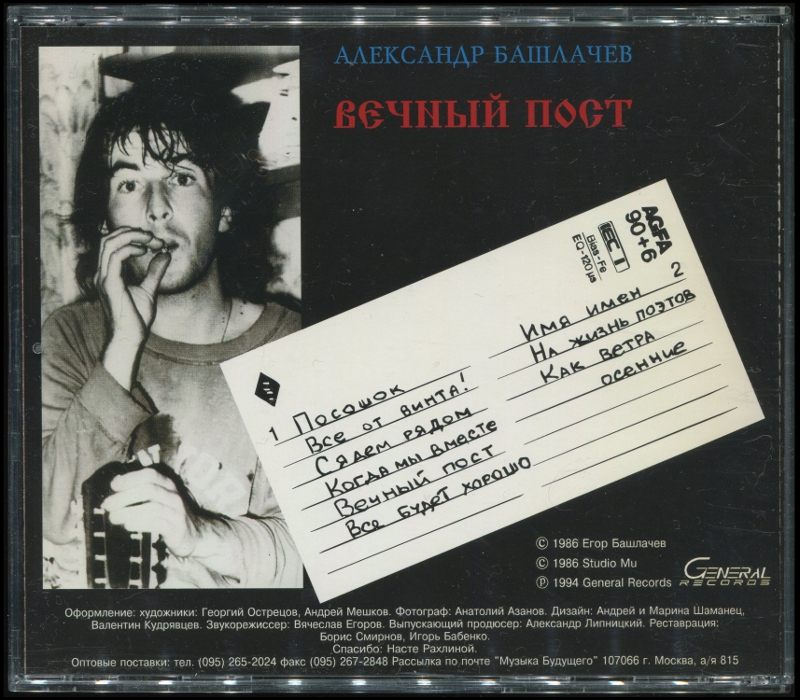 АЛЕКСАНДР БАШЛАЧЕВ
ВЕЧНЫЙ ПОСТ
AGFA
90+6
IEC I
Bias-Fe
EQ-120µs
1
Посошок
Все от винта!
Сядем рядом
Когда мы вместе
Вечный пост
Все будет хорошо
2
Имя имен
На жизнь поэтов
Как ветра
осенние
© 1986 Егор Башлачев
© 1986 Studio Mu
℗ 1994 General Records
GENERAL
RECORDS
Оформление: художники: Георгий Острецов, Андрей Мешков. Фотограф: Анатолий Азанов. Дизайн: Андрей и Марина Шаманец,
Валентин Кудрявцев. Звукорежиссер: Вячеслав Егоров. Выпускающий продюсер: Александр Липницкий. Реставрация:
Борис Смирнов, Игорь Бабенко.
Спасибо: Насте Рахлиной.
Оптовые поставки: тел. (095) 265-2024 факс (095) 267-2848 Рассылка по почте "Музыка Будущего" 107066 г. Москва, а/я 815